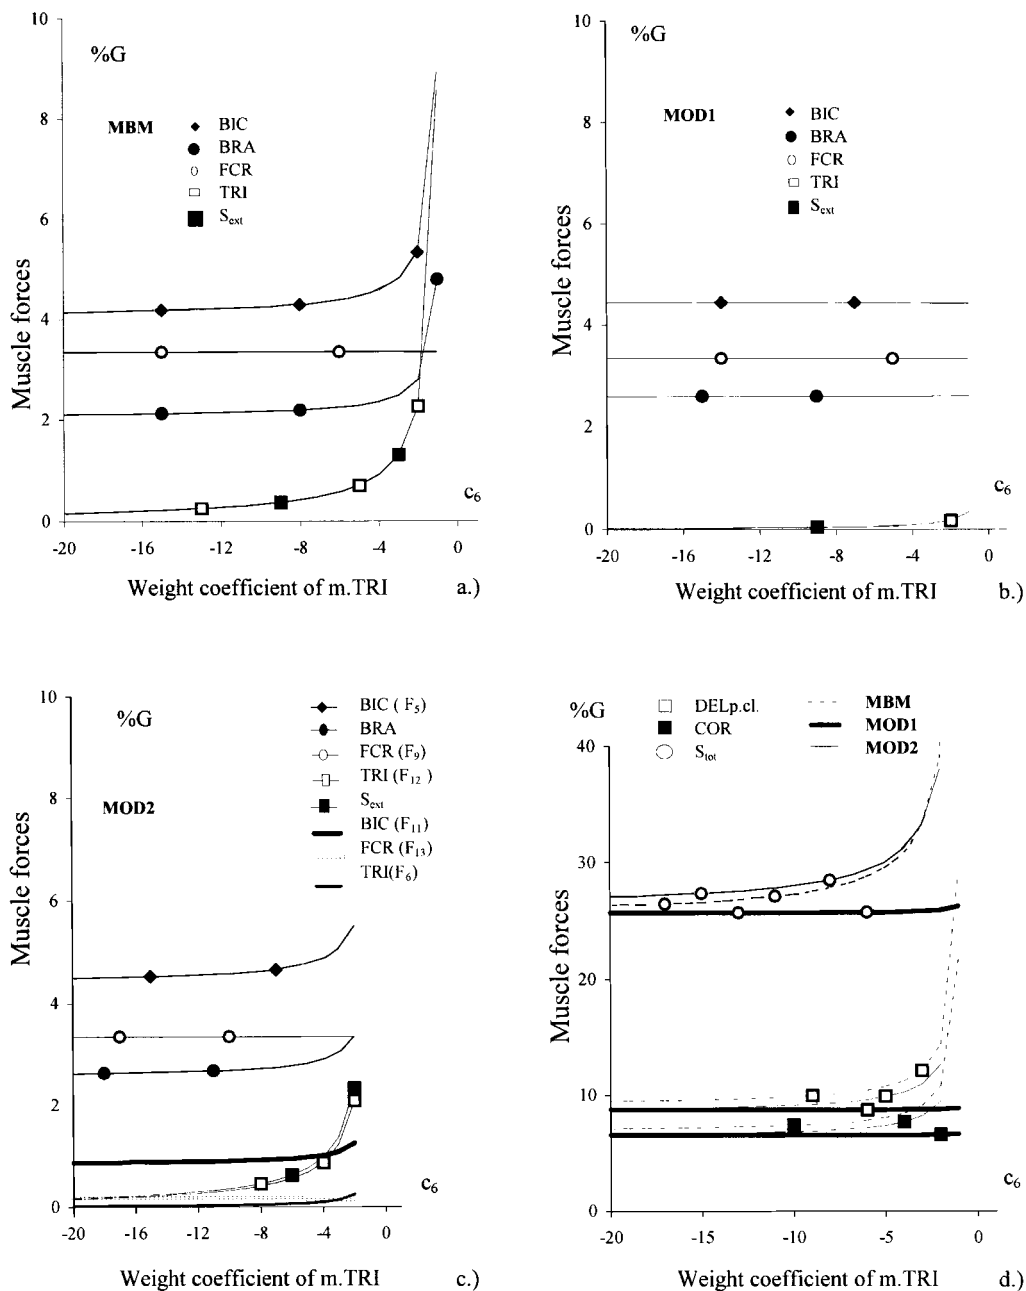 10
%G
8
MBM
BIC
BRA
FCR
TRI
S_ext
6
4
2
0
Muscle forces
c6
-20 -16 -12 -8 -4 0
Weight coefficient of m.TRI a.)
10
%G
8
MOD1
BIC
BRA
FCR
TRI
S_ext
6
4
2
0
Muscle forces
c6
-20 -16 -12 -8 -4 0
Weight coefficient of m.TRI b.)
10
%G
8
MOD2
BIC ( F5)
BRA
FCR (F9)
TRI (F12 )
S_ext
BIC (F11)
FCR (F13)
TRI(F6)
6
4
2
0
Muscle forces
c6
-20 -16 -12 -8 -4 0
Weight coefficient of m.TRI c.)
%G
DELp.cl.
COR
S_tot
MBM
MOD1
MOD2
40
30
20
10
0
Muscle forces
c6
-20 -15 -10 -5 0
Weight coefficient of m.TRI d.)